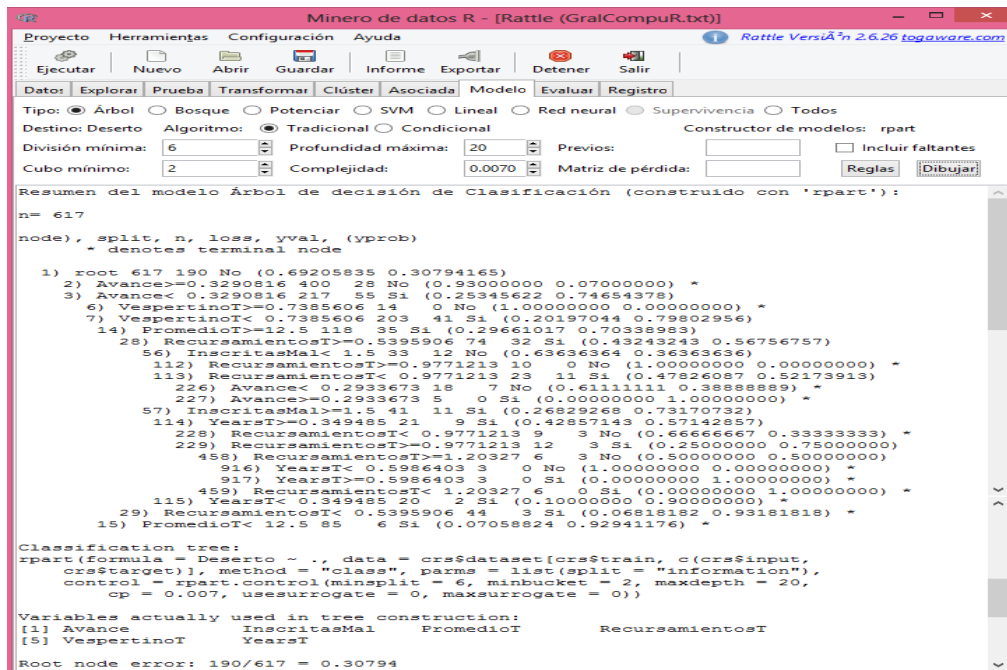 Minero de datos R - [Rattle (GralCompuR.txt)]
Proyecto Herramientas Configuración Ayuda Rattle VersiÃ³n 2.6.26 togaware.com
Ejecutar Nuevo Abrir Guardar Informe Exportar Detener Salir
Datos Explorar Prueba Transformar Clúster Asociada Modelo Evaluar Registro
Tipo: Árbol Bosque Potenciar SVM Lineal Red neural Supervivencia Todos
Destino: Deserto Algoritmo: Tradicional Condicional Constructor de modelos: rpart
División mínima: 6 Profundidad máxima: 20 Previos: Incluir faltantes
Cubo mínimo: 2 Complejidad: 0.0070 Matriz de pérdida: Reglas Dibujar
Resumen del modelo Árbol de decisión de Clasificación (construido con 'rpart'):
n= 617
node), split, n, loss, yval, (yprob)
* denotes terminal node
1) root 617 190 No (0.69205835 0.30794165)
2) Avance>=0.3290816 400 28 No (0.93000000 0.07000000) *
3) Avance< 0.3290816 217 55 Si (0.25345622 0.74654378)
6) VespertinoT>=0.7385606 14 0 No (1.00000000 0.00000000) *
7) VespertinoT< 0.7385606 203 41 Si (0.20197044 0.79802956)
14) PromedioT>=12.5 118 35 Si (0.29661017 0.70338983)
28) RecursamientosT>=0.5395906 74 32 Si (0.43243243 0.56756757)
56) InscritasMal< 1.5 33 12 No (0.63636364 0.36363636)
112) RecursamientosT>=0.9771213 10 0 No (1.00000000 0.00000000) *
113) RecursamientosT< 0.9771213 23 11 Si (0.47826087 0.52173913)
226) Avance< 0.2933673 18 7 No (0.61111111 0.38888889) *
227) Avance>=0.2933673 5 0 Si (0.00000000 1.00000000) *
57) InscritasMal>=1.5 41 11 Si (0.26829268 0.73170732)
114) YearsT>=0.349485 21 9 Si (0.42857143 0.57142857)
228) RecursamientosT< 0.9771213 9 3 No (0.66666667 0.33333333) *
229) RecursamientosT>=0.9771213 12 3 Si (0.25000000 0.75000000)
458) RecursamientosT>=1.20327 6 3 No (0.50000000 0.50000000)
916) YearsT< 0.5986403 3 0 No (1.00000000 0.00000000) *
917) YearsT>=0.5986403 3 0 Si (0.00000000 1.00000000) *
459) RecursamientosT< 1.20327 6 0 Si (0.00000000 1.00000000) *
115) YearsT< 0.349485 20 2 Si (0.10000000 0.90000000) *
29) RecursamientosT< 0.5395906 44 3 Si (0.06818182 0.93181818) *
15) PromedioT< 12.5 85 6 Si (0.07058824 0.92941176) *
Classification tree:
rpart(formula = Deserto ~ ., data = crs$dataset[crs$train, c(crs$input,
crs$target)], method = "class", parms = list(split = "information"),
control = rpart.control(minsplit = 6, minbucket = 2, maxdepth = 20,
cp = 0.007, usesurrogate = 0, maxsurrogate = 0))
Variables actually used in tree construction:
[1] Avance InscritasMal PromedioT RecursamientosT
[5] VespertinoT YearsT
Root node error: 190/617 = 0.30794